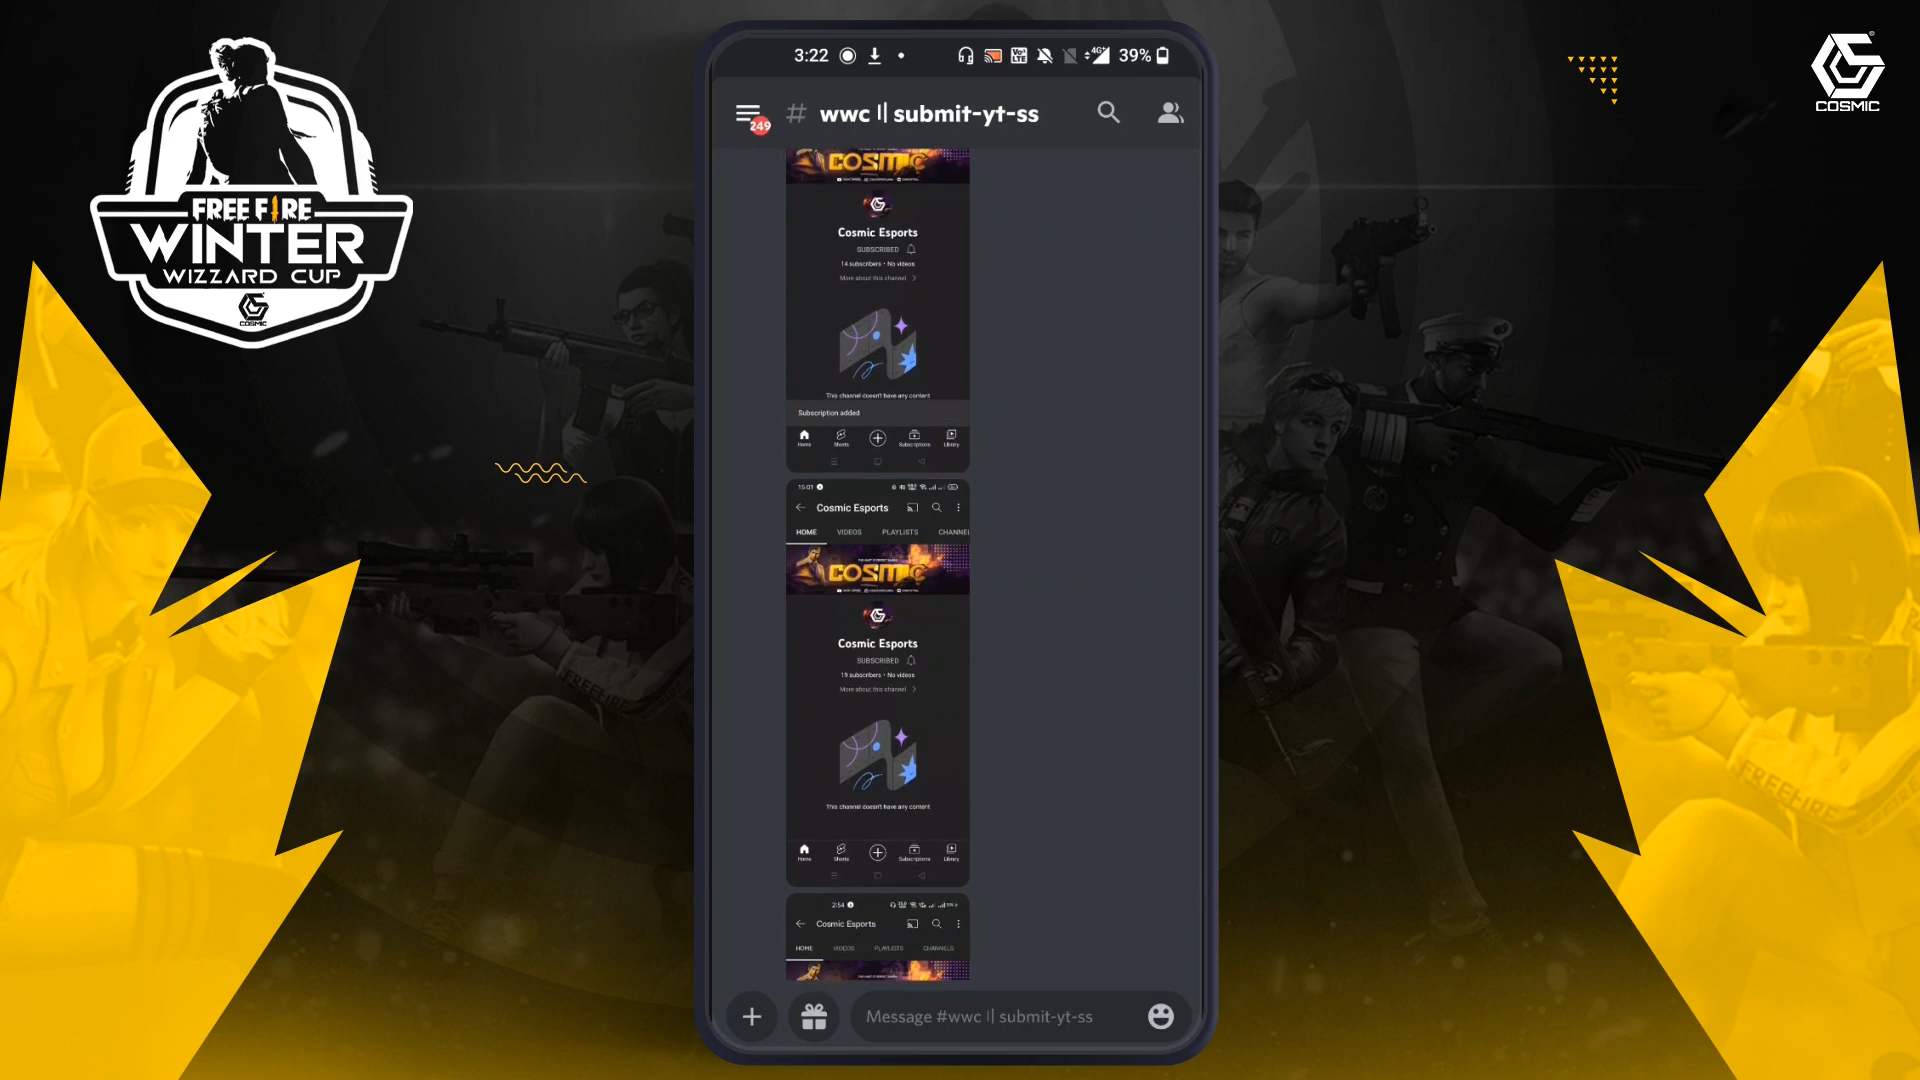 FREE FIRE
WINTER
WIZZARD CUP
COSMIC
COSMIC
3:22
39%
249
# wwc || submit-yt-ss
COSMIC
Cosmic Esports
SUBSCRIBED
14 subscribers • No videos
More about this channel
This channel doesn't have any content
Subscription added
Home
Shorts
Subscriptions
Library
15:01
Cosmic Esports
HOME
VIDEOS
PLAYLISTS
CHANNEL
COSMIC
Cosmic Esports
SUBSCRIBED
19 subscribers • No videos
More about this channel
This channel doesn't have any content
Home
Shorts
Subscriptions
Library
2:54
Cosmic Esports
HOME
VIDEOS
PLAYLISTS
CHANNELS
Message #wwc || submit-yt-ss
FREEFIRE
FREEFIRE